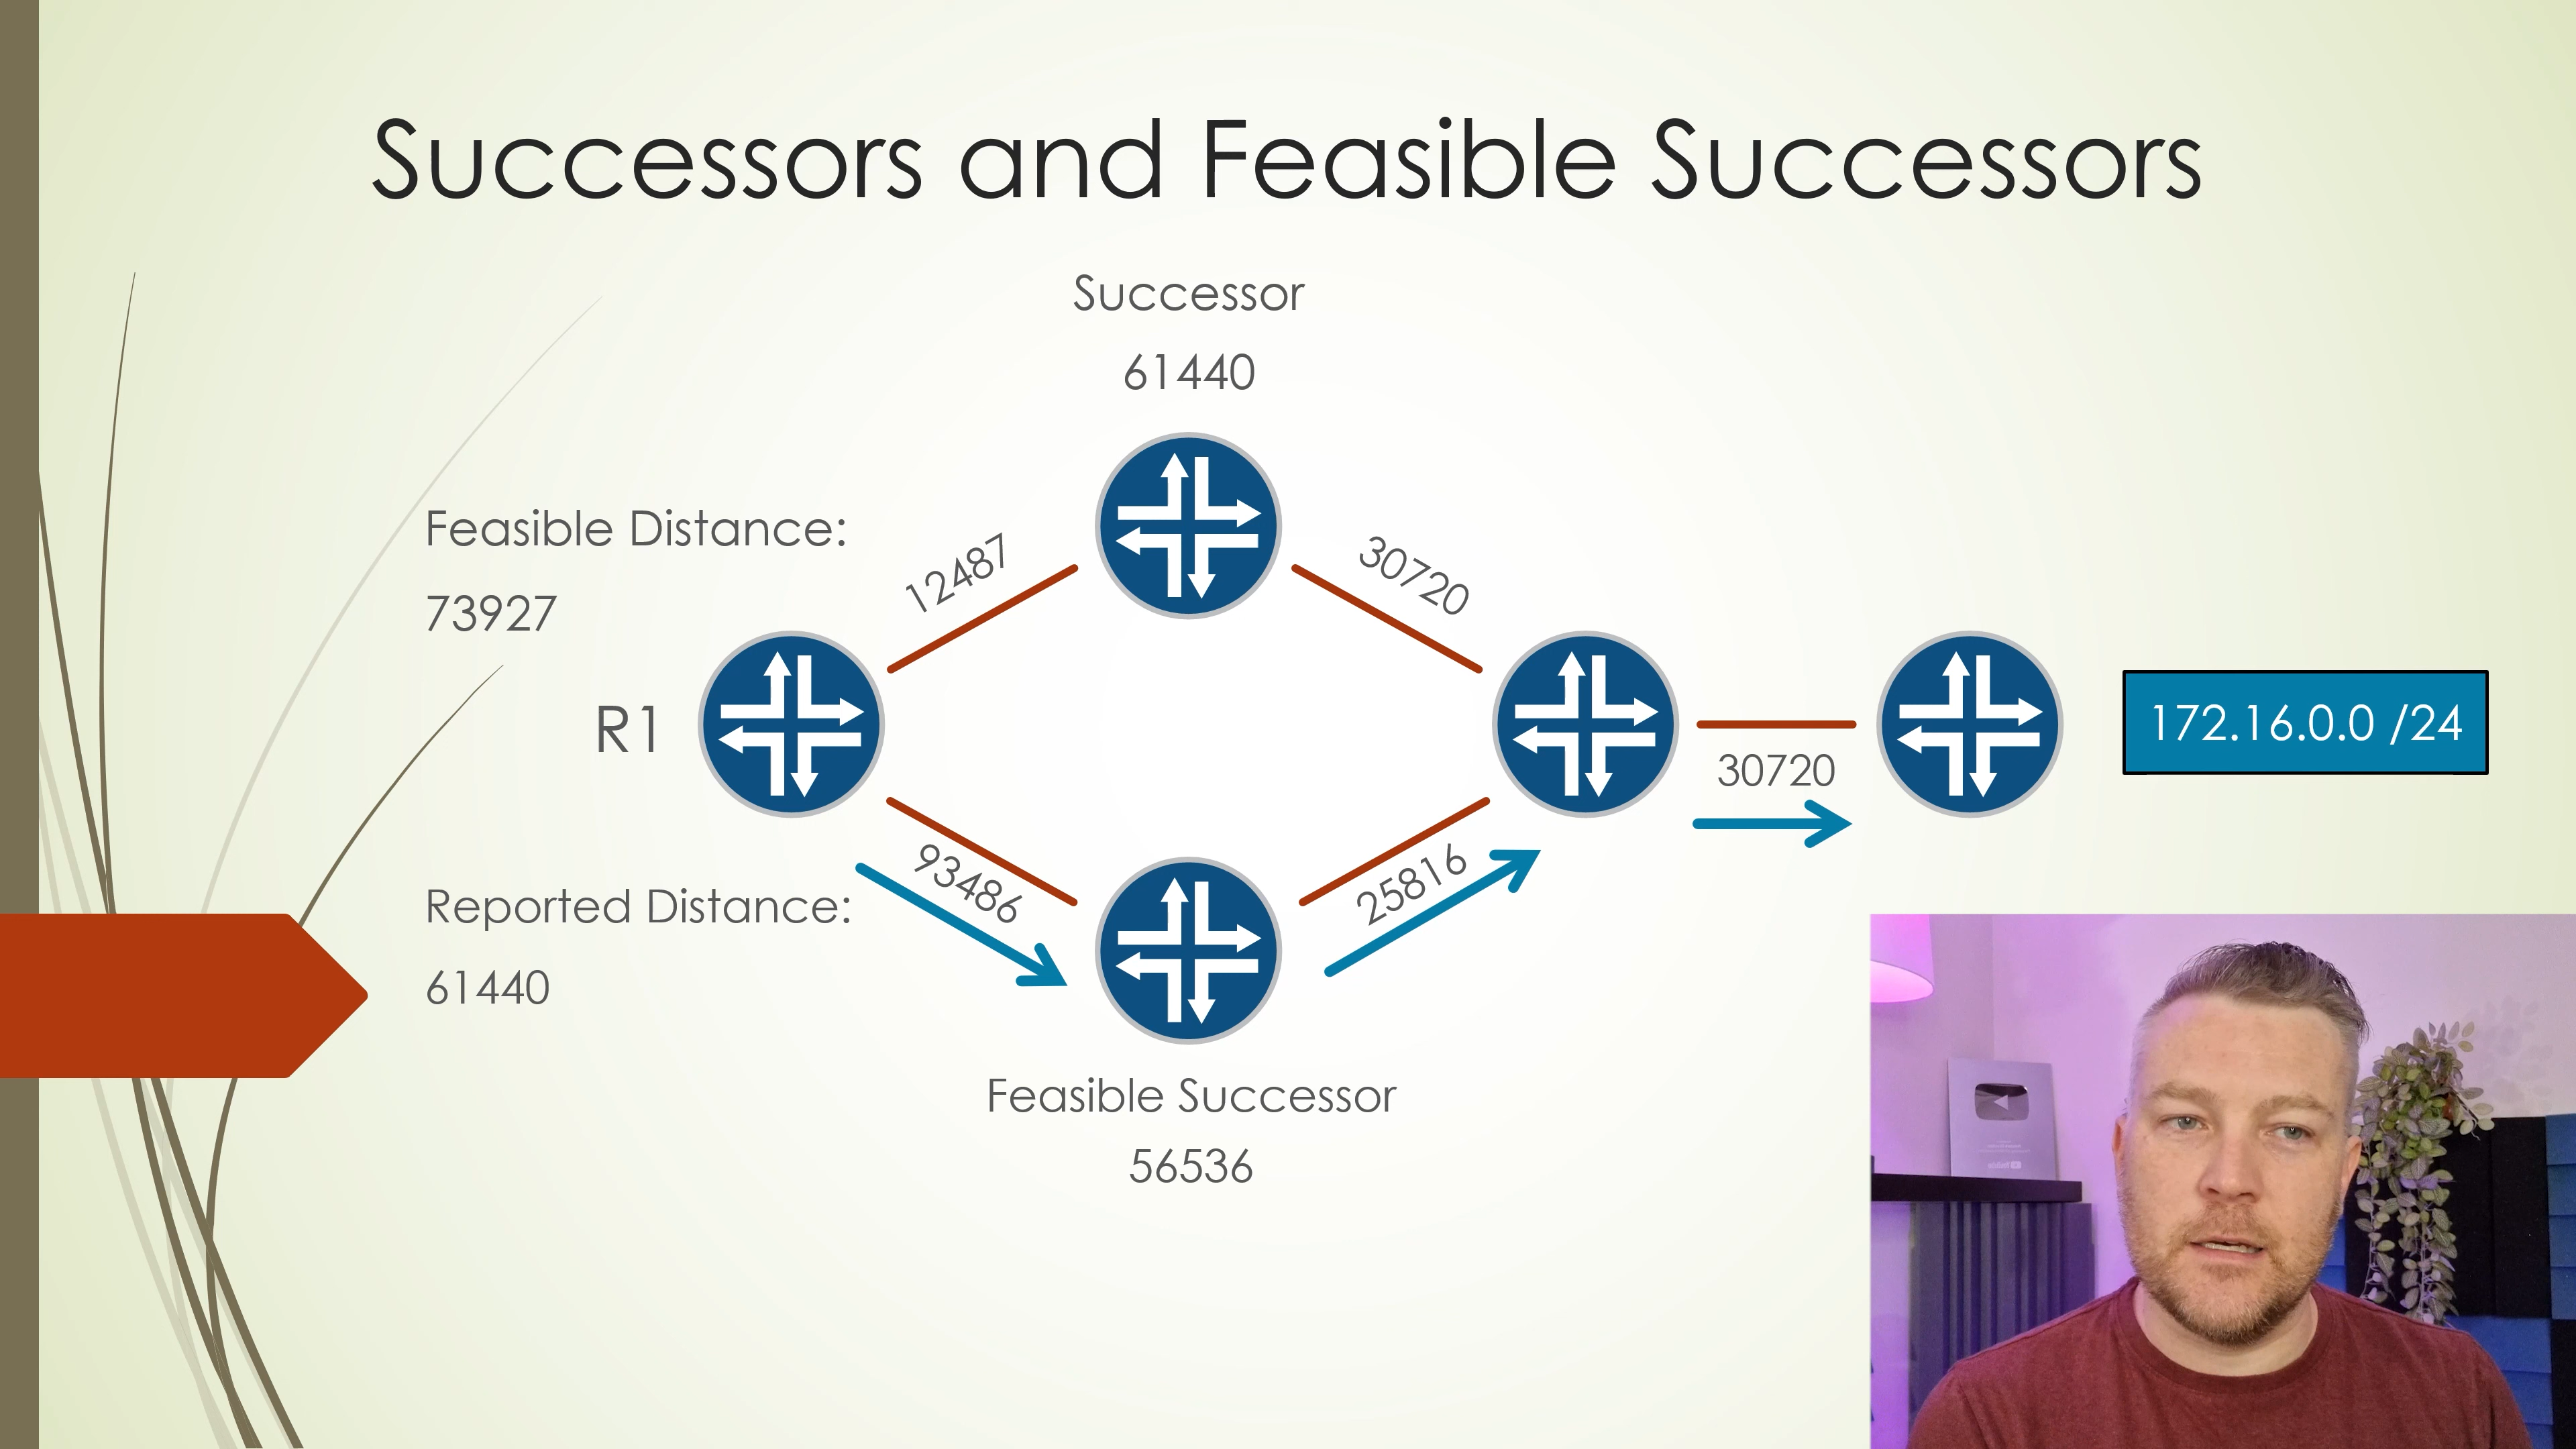 Successors and Feasible Successors
Successor
61440
Feasible Distance:
73927
12487
30720
R1
172.16.0.0 /24
30720
93486
25816
Reported Distance:
61440
Feasible Successor
56536